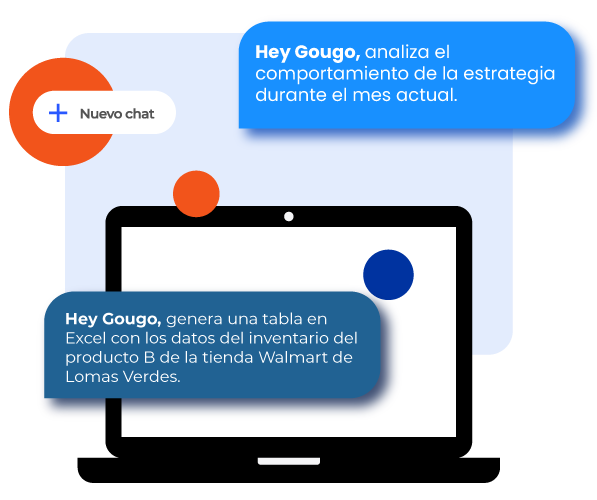 Hey Gougo, analiza el
comportamiento de la estrategia
durante el mes actual.
Nuevo chat
Hey Gougo, genera una tabla en
Excel con los datos del inventario del
producto B de la tienda Walmart de
Lomas Verdes.